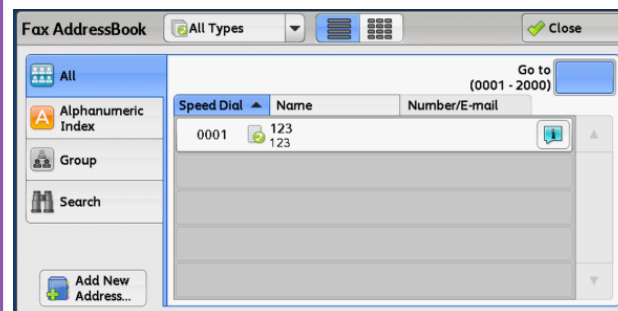 Fax AddressBook
All Types
Close
All
Go to
(0001 - 2000)
Speed Dial
Name
Number/E-mail
Alphanumeric
Index
0001
123
123
Group
Search
Add New
Address...